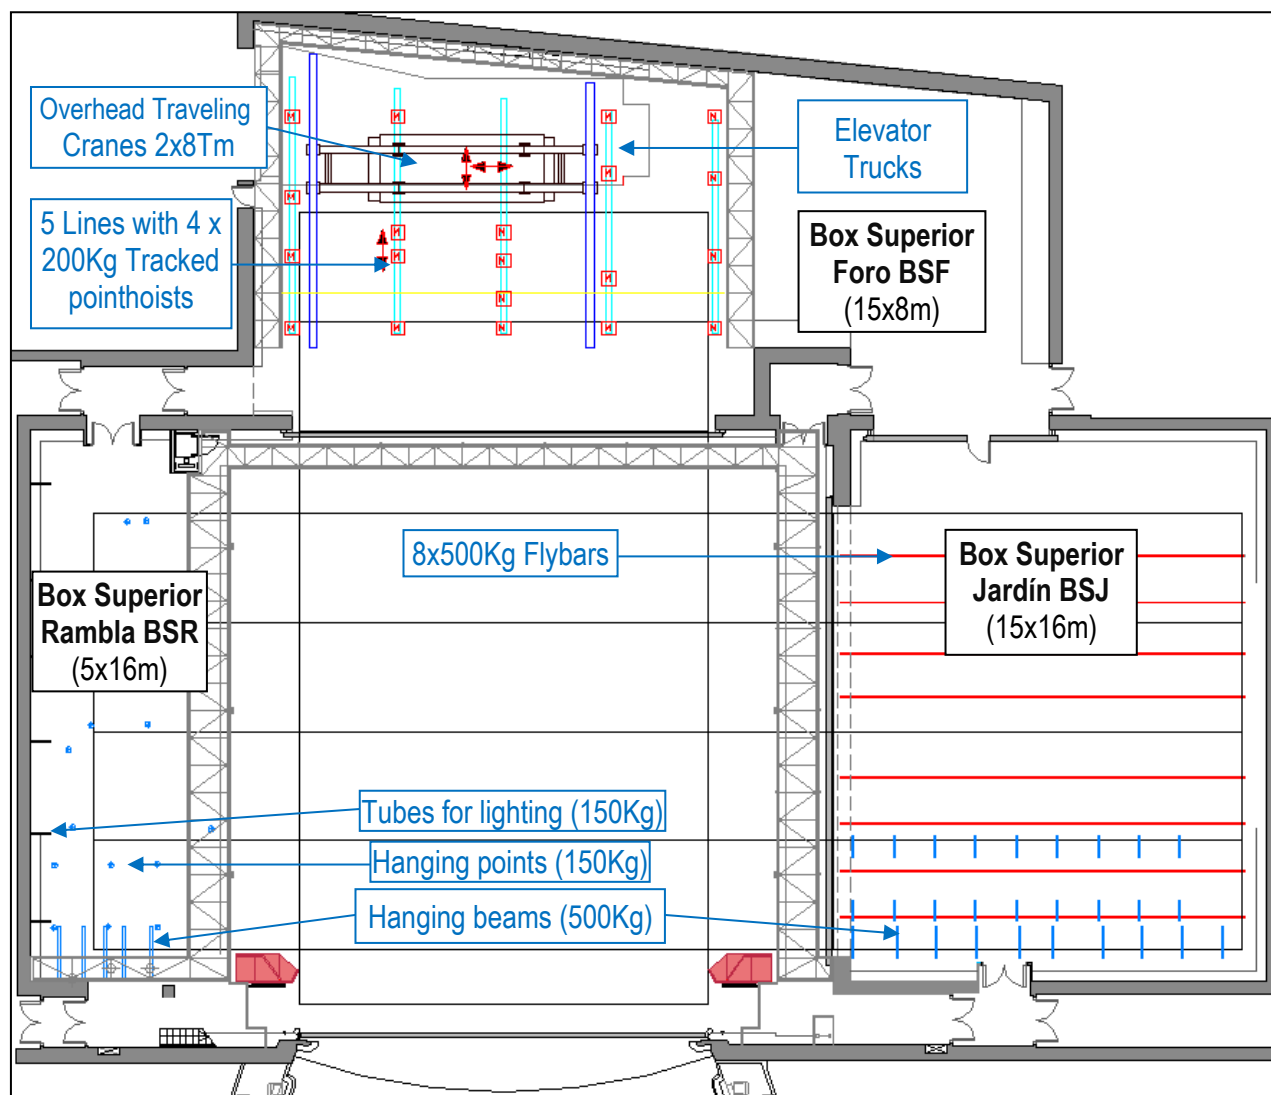 Overhead Traveling
Cranes 2x8Tm
Elevator
Trucks
5 Lines with 4 x
200Kg Tracked
pointhoists
Box Superior
Foro BSF
(15x8m)
8x500Kg Flybars
Box Superior
Jardín BSJ
(15x16m)
Box Superior
Rambla BSR
(5x16m)
Tubes for lighting (150Kg)
Hanging points (150Kg)
Hanging beams (500Kg)